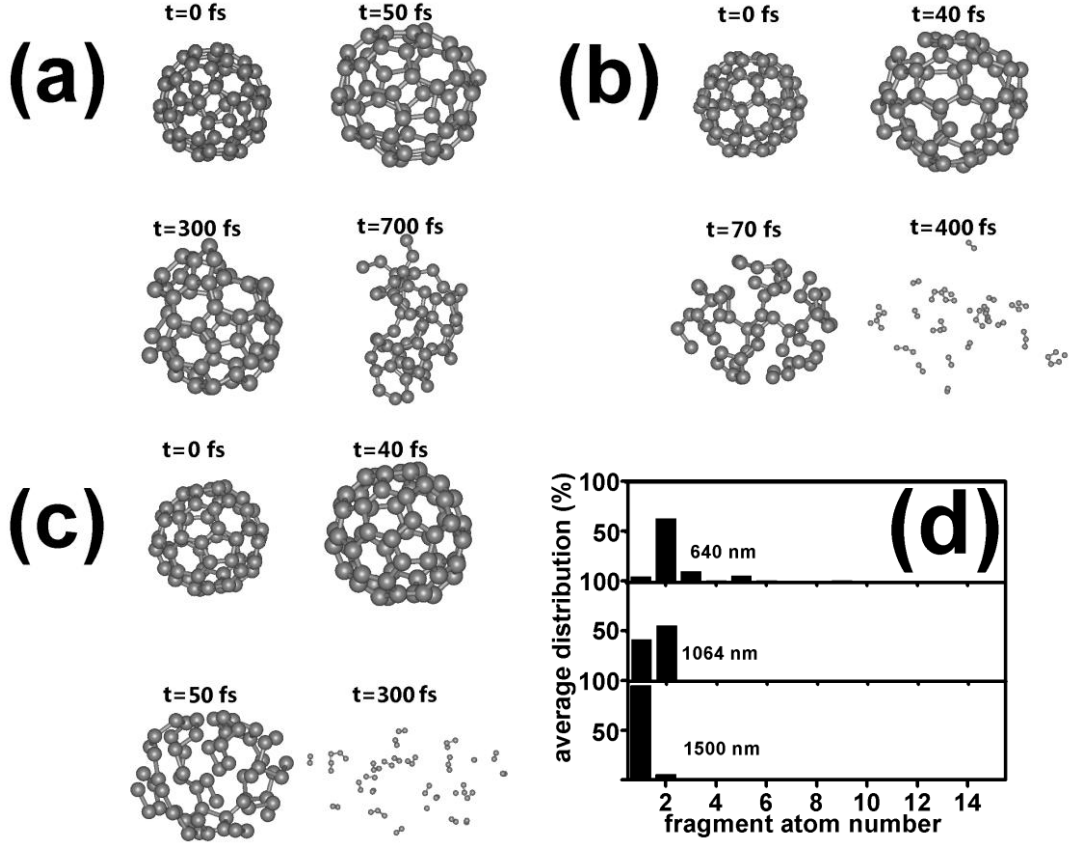 (a)
t=0 fs
t=50 fs
t=300 fs
t=700 fs
(b)
t=0 fs
t=40 fs
t=70 fs
t=400 fs
(c)
t=0 fs
t=40 fs
t=50 fs
t=300 fs
(d)
average distribution (%)
100
50
640 nm
100
50
1064 nm
100
50
1500 nm
2 4 6 8 10 12 14
fragment atom number